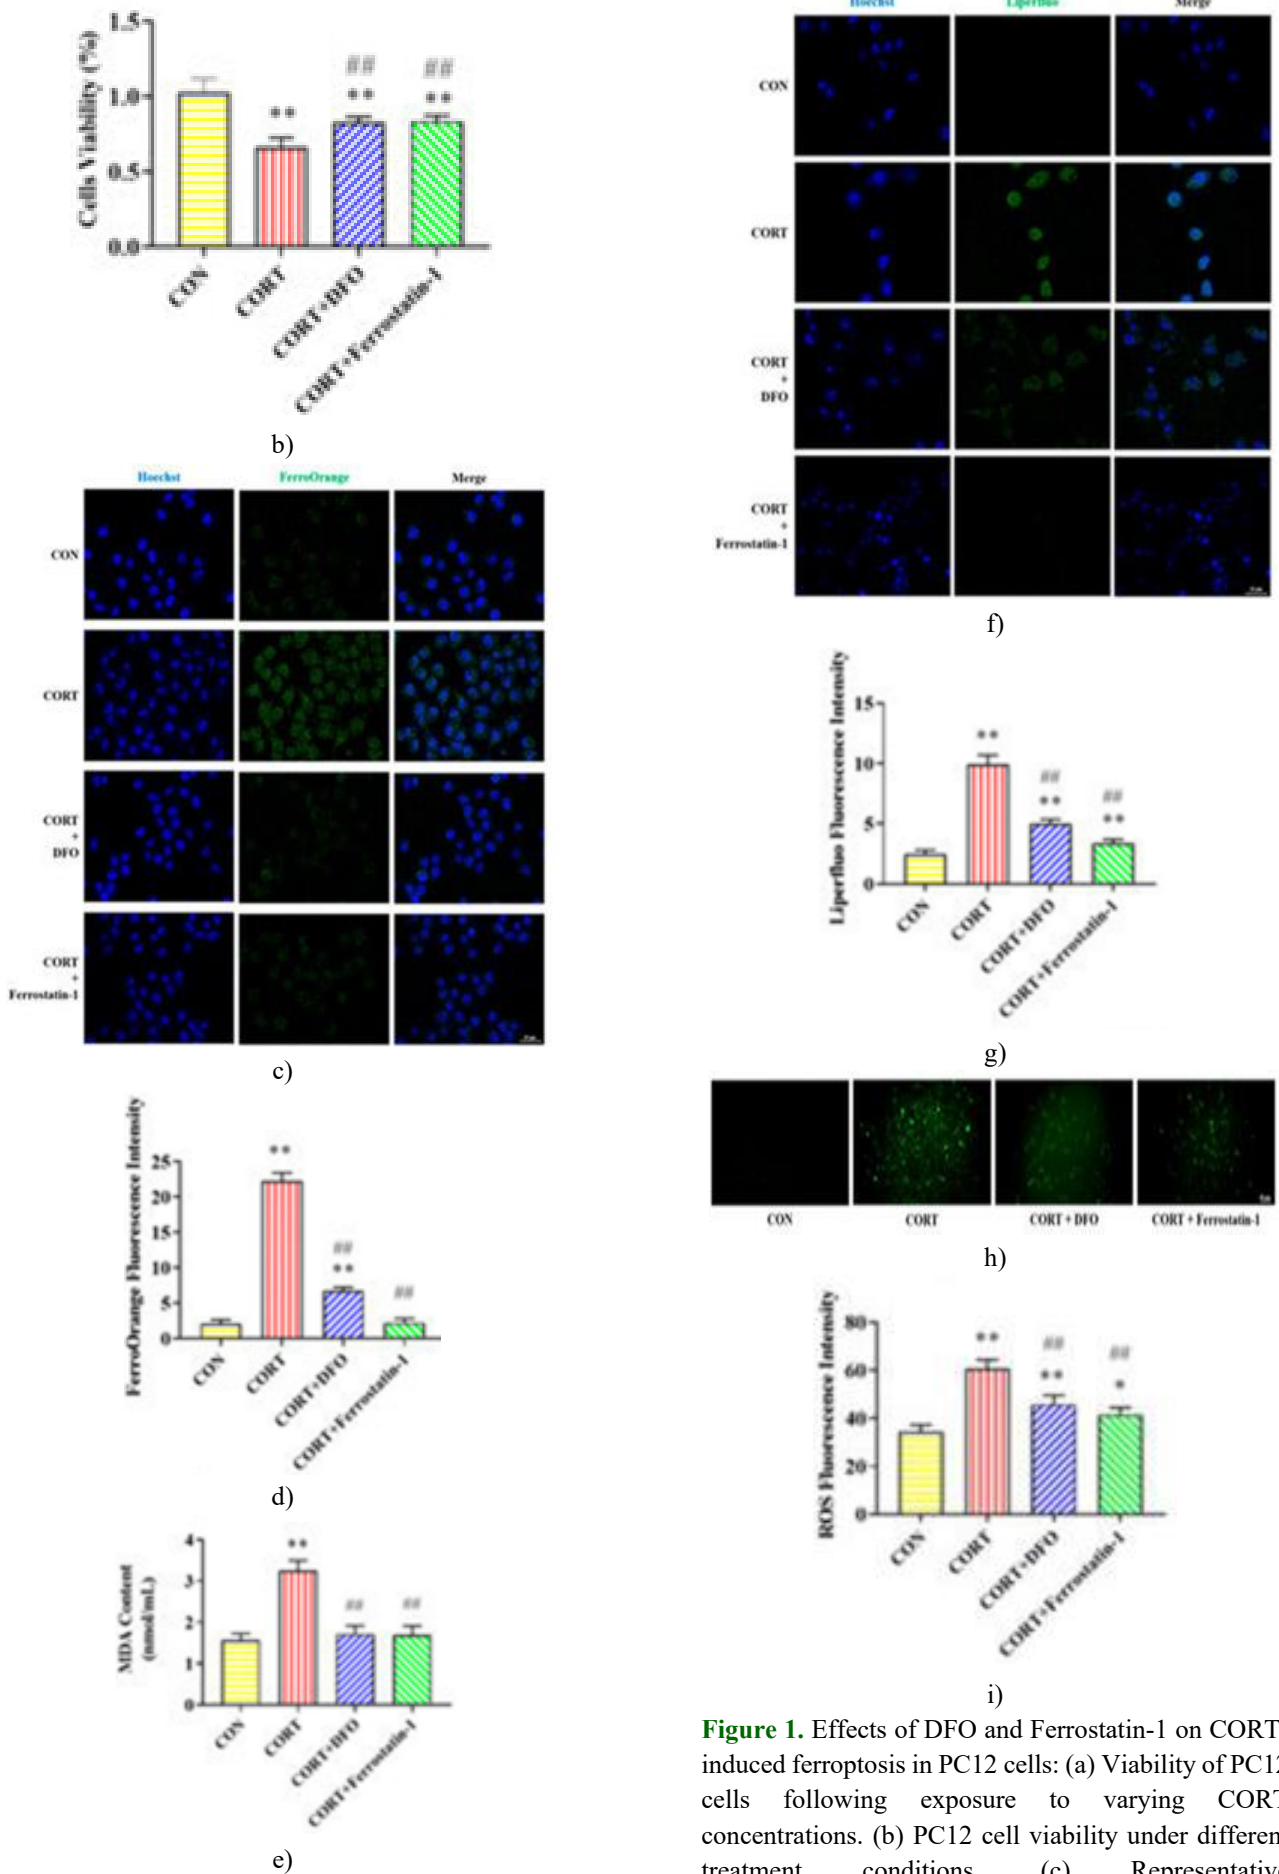 1.5
1.0
0.5
0.0
Cells Viability (%)
##
##
**
**
**
CON
CORT
CORT+DFO
CORT+Ferrostatin-1
b)
Hoechst FerroOrange Merge
CON
CORT
CORT
+
DFO
CORT
+
Ferrostatin-1
c)
FerroOrange Fluorescence Intensity
25
20
15
10
5
0
**
##
**
##
CON
CORT
CORT+DFO
CORT+Ferrostatin-1
d)
MDA Content
(nmol/mL)
4
3
2
1
0
**
##
##
CON
CORT
CORT+DFO
CORT+Ferrostatin-1
e)
Hoechst Liperfluo Merge
CON
CORT
CORT
+
DFO
CORT
+
Ferrostatin-1
f)
Liperfluo Fluorescence Intensity
15
10
5
0
**
##
**
##
**
CON
CORT
CORT+DFO
CORT+Ferrostatin-1
g)
CON CORT CORT + DFO CORT + Ferrostatin-1
h)
ROS Fluorescence Intensity
80
60
40
20
0
**
##
**
##
*
CON
CORT
CORT+DFO
CORT+Ferrostatin-1
i)
Figure 1. Effects of DFO and Ferrostatin-1 on CORT
induced ferroptosis in PC12 cells: (a) Viability of PC12
cells following exposure to varying CORT
concentrations. (b) PC12 cell viability under differen
treatment conditions. (c) Representative